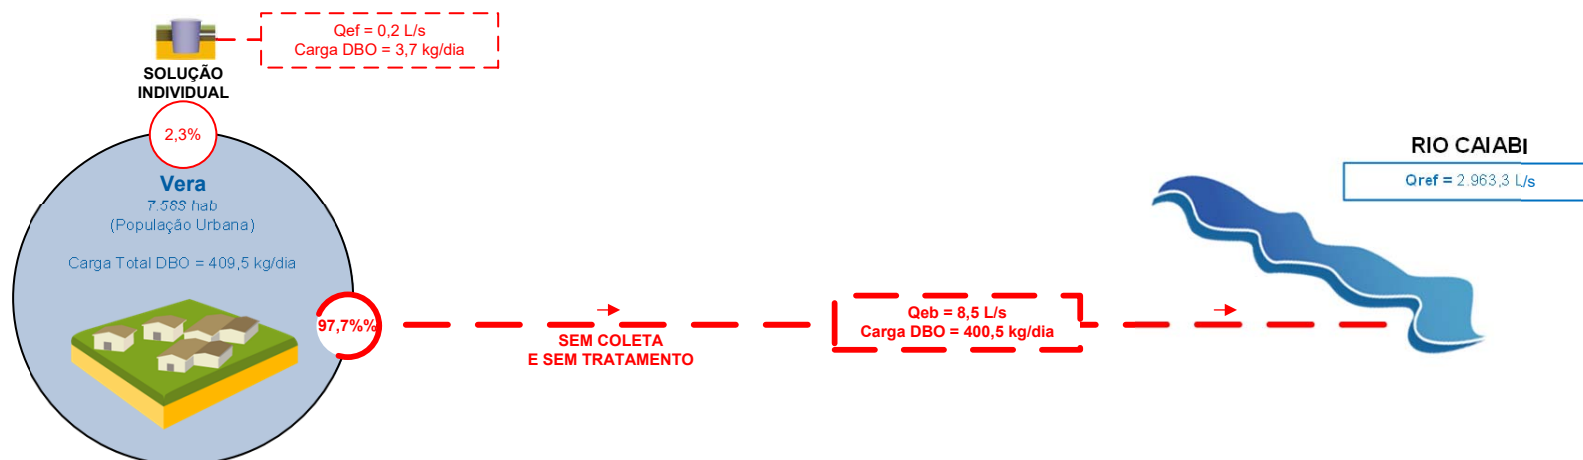 Qef = 0,2 L/s
Carga DBO = 3,7 kg/dia
SOLUÇÃO
INDIVIDUAL
2,3%
Vera
7.583 hab
(População Urbana)
Carga Total DBO = 409,5 kg/dia
97,7%%
SEM COLETA
E SEM TRATAMENTO
Qeb = 8,5 L/s
Carga DBO = 400,5 kg/dia
RIO CAIABI
Qref = 2.963,3 L/s